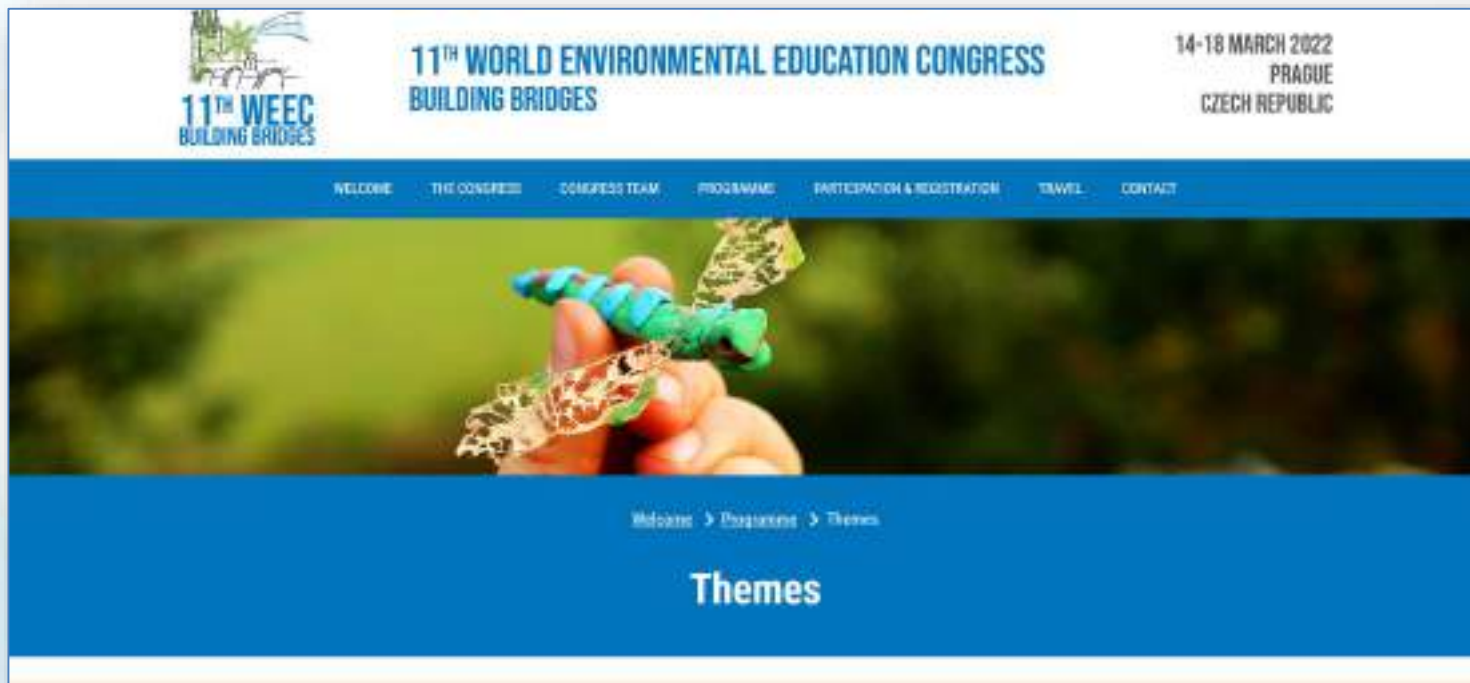 11TH WEEC
BUILDING BRIDGES
11TH WORLD ENVIRONMENTAL EDUCATION CONGRESS
BUILDING BRIDGES
14-18 MARCH 2022
PRAGUE
CZECH REPUBLIC
WELCOME THE CONGRESS CONGRESS TEAM PROGRAMME PARTICIPATION & REGISTRATION TRAVEL CONTACT
Welcome > Programme > Themes
Themes